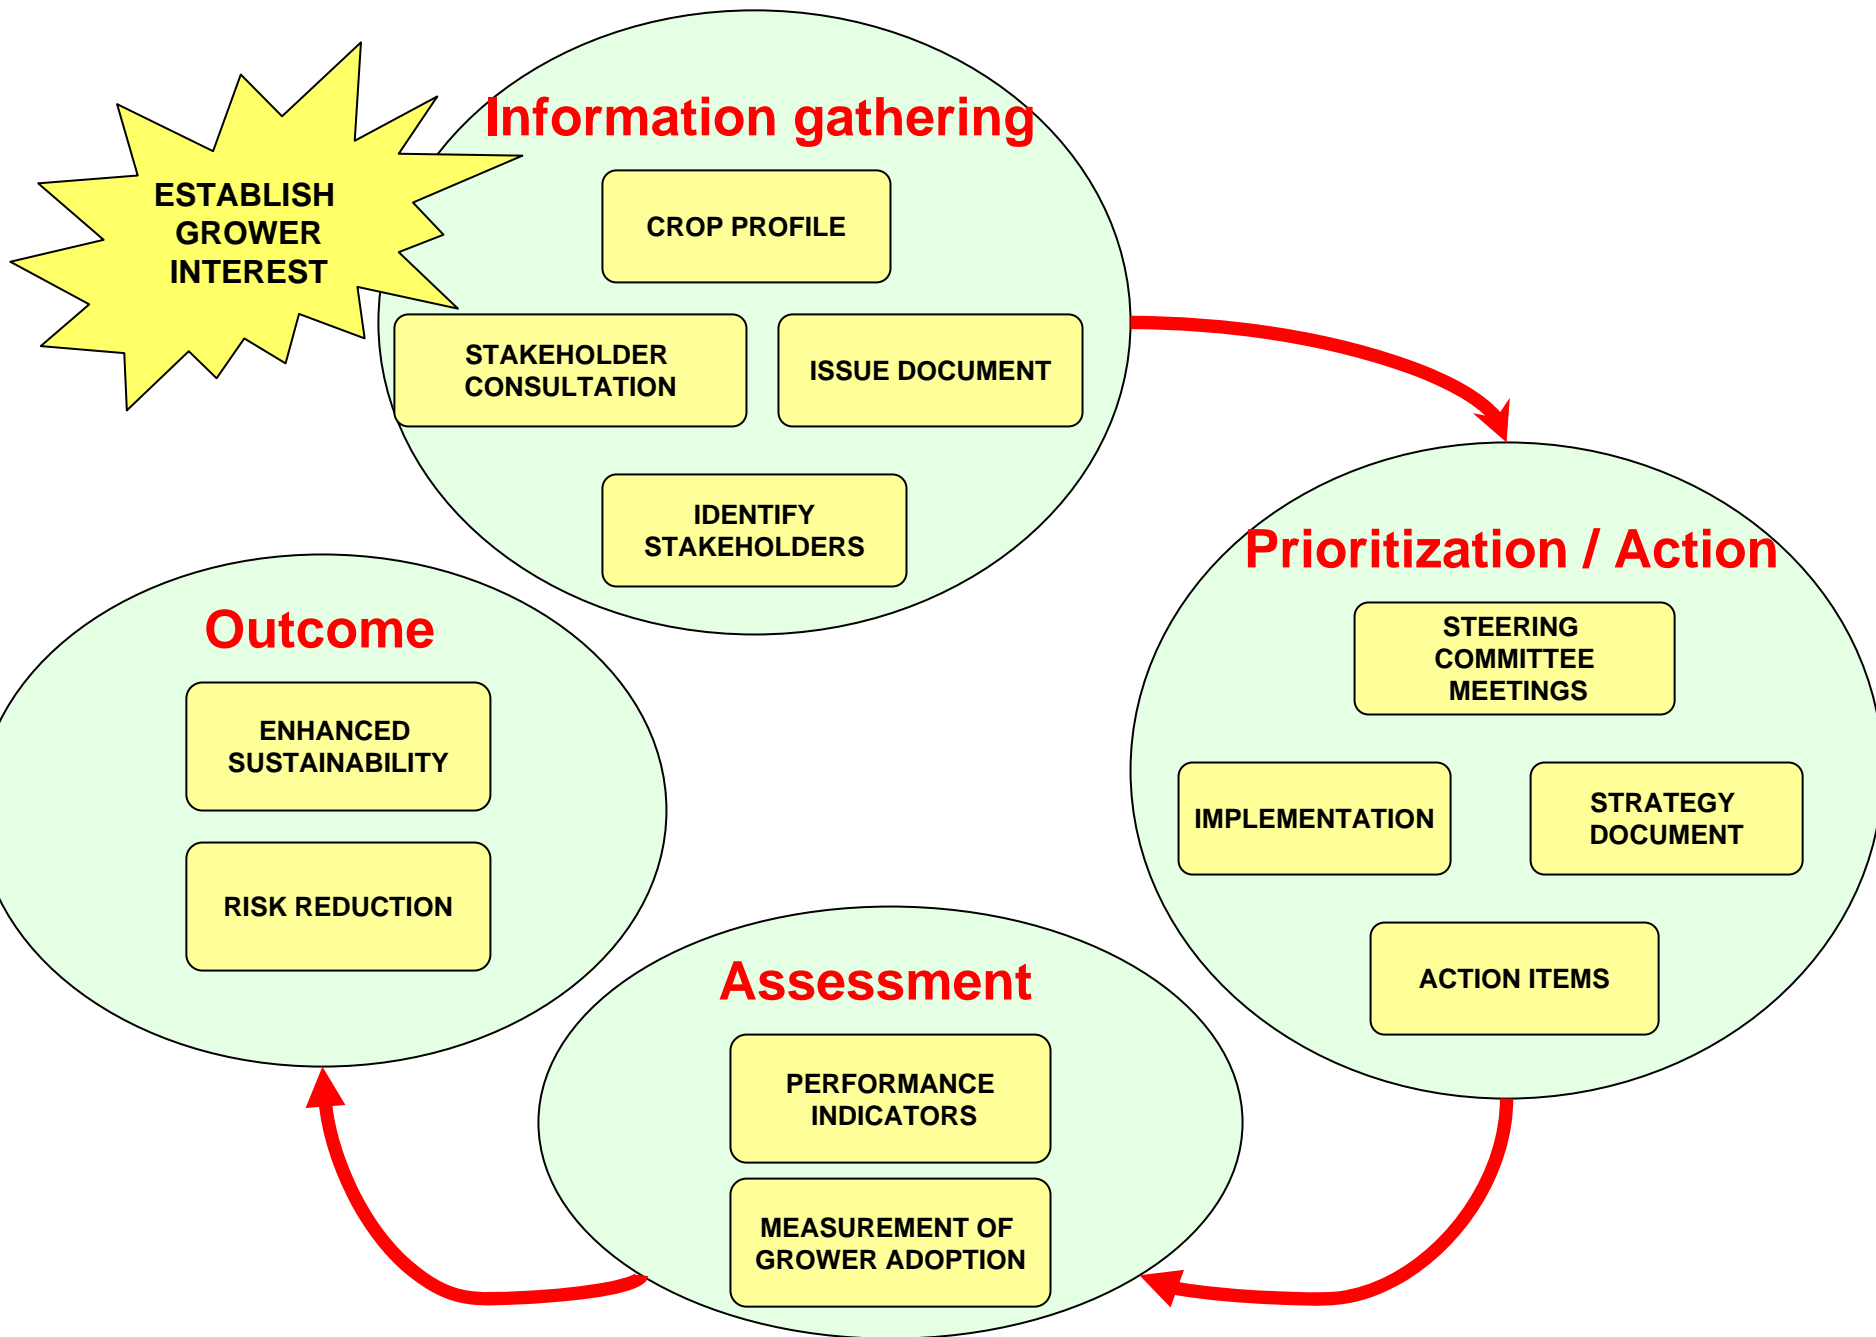 Information gathering
ESTABLISH
GROWER
INTEREST
CROP PROFILE
STAKEHOLDER
CONSULTATION
ISSUE DOCUMENT
IDENTIFY
STAKEHOLDERS
Prioritization / Action
STEERING
COMMITTEE
MEETINGS
IMPLEMENTATION
STRATEGY
DOCUMENT
ACTION ITEMS
Outcome
ENHANCED
SUSTAINABILITY
RISK REDUCTION
Assessment
PERFORMANCE
INDICATORS
MEASUREMENT OF
GROWER ADOPTION